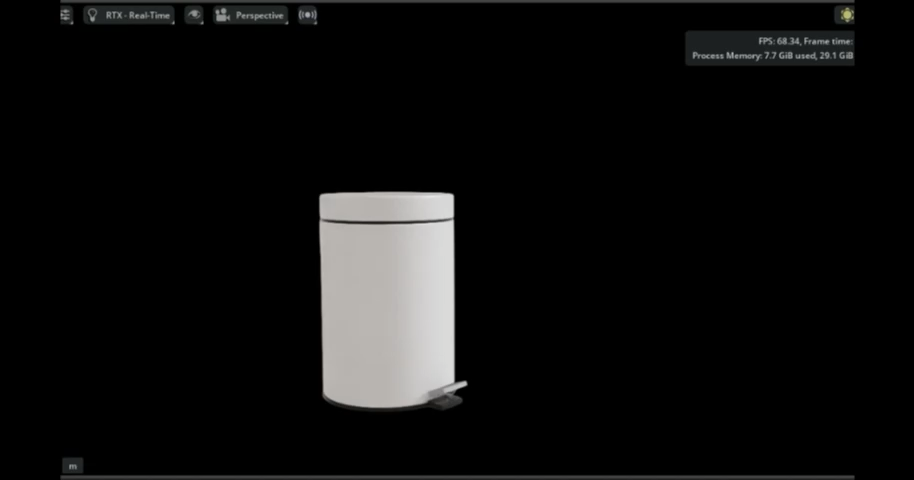 RTX - Real-Time Perspective
FPS: 68.34, Frame time:
Process Memory: 7.7 GiB used, 29.1 GiB
m